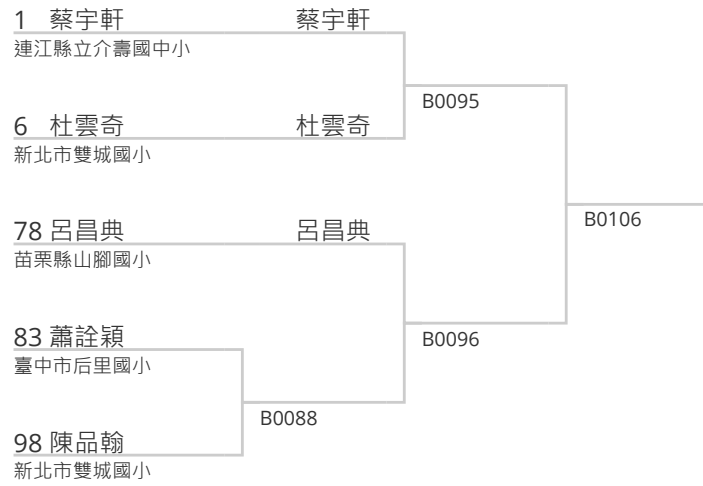 1 蔡宇軒 蔡宇軒
連江縣立介壽國中小
B0095
6 杜雲奇 杜雲奇
新北市雙城國小
B0106
78 呂昌典 呂昌典
苗栗縣山腳國小
83 蕭詮穎
B0096
臺中市后里國小
B0088
98 陳品翰
新北市雙城國小